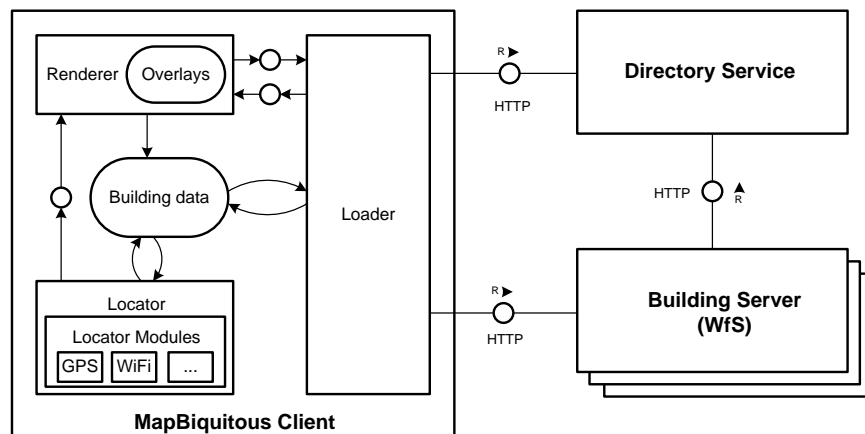 Renderer
Overlays
Building data
Locator
Locator Modules
GPS
WiFi
...
Loader
MapBiquitous Client
R
HTTP
R
HTTP
Directory Service
HTTP
R
Building Server
(WfS)